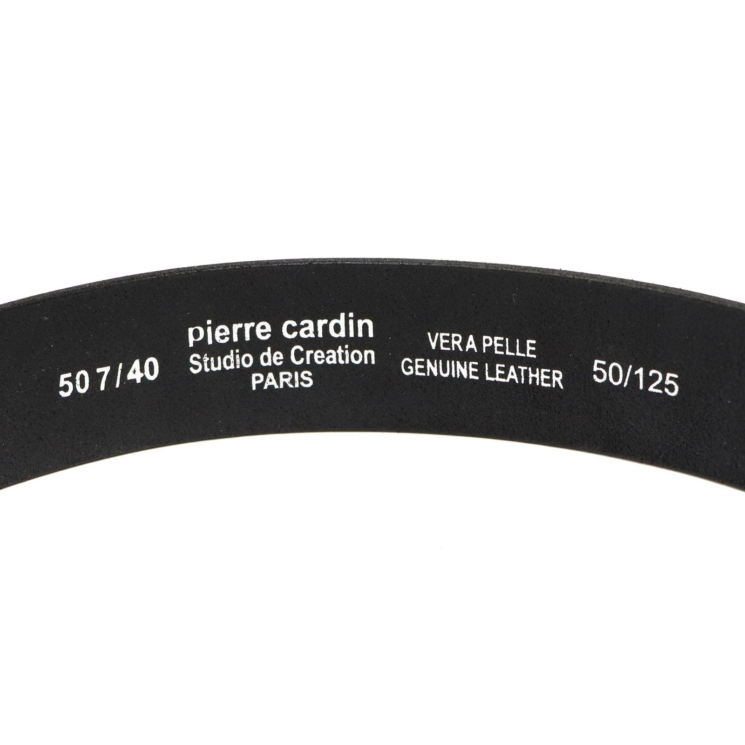 50 7/40
pierre cardin
Studio de Creation
PARIS
VERA PELLE
GENUINE LEATHER
50/125